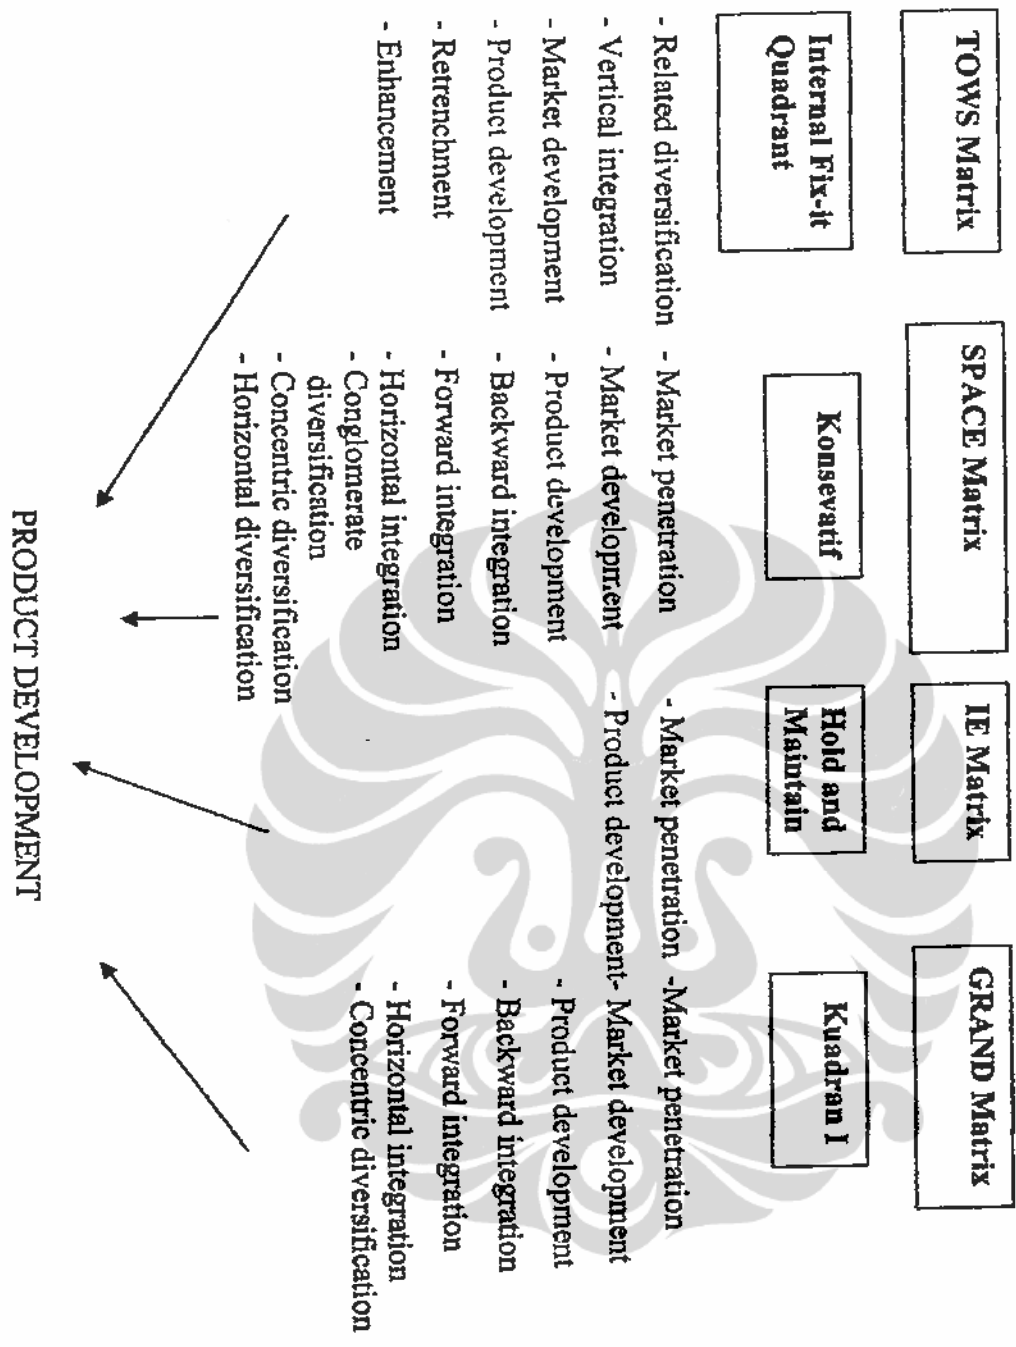 TOWS Matrix
Internal Fix-it
Quadrant
- Related diversification
- Vertical integration
- Market development
- Product development
- Retrenchment
- Enhancement
SPACE Matrix
Konsevatif
- Market penetration
- Market development
- Product development
- Backward integration
- Forward integration
- Horizontal integration
- Conglomerate
diversification
- Concentric diversification
- Horizontal diversification
IE Matrix
Hold and
Maintain
- Market penetration
- Product development
GRAND Matrix
Kuadran I
-Market penetration
- Market development
- Product development
- Backward integration
- Forward integration
- Horizontal integration
- Concentric diversification
PRODUCT DEVELOPMENT